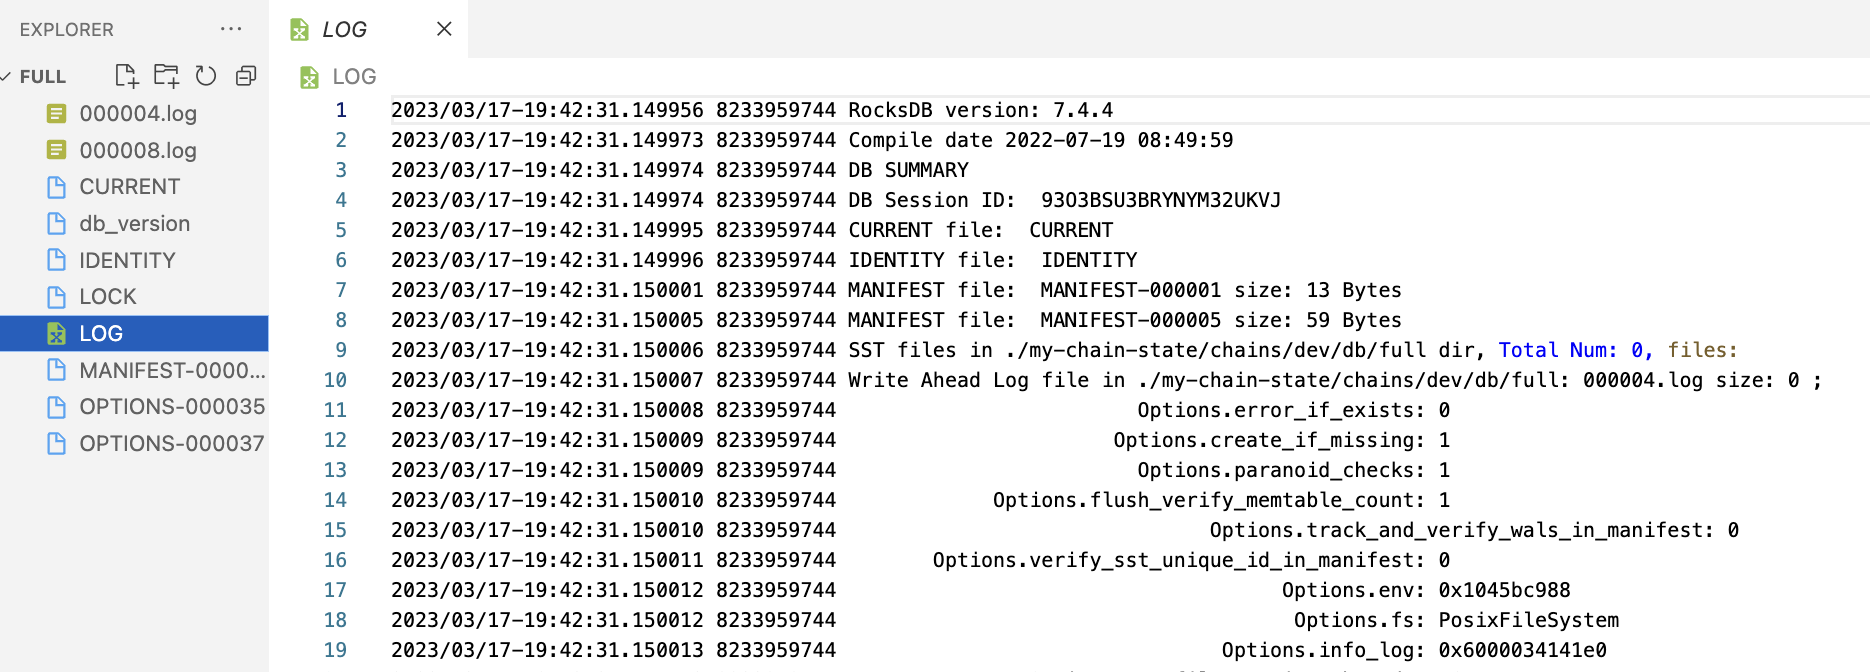 EXPLORER ...
FULL
000004.log
000008.log
CURRENT
db_version
IDENTITY
LOCK
LOG
MANIFEST-0000...
OPTIONS-000035
OPTIONS-000037
LOG
LOG
1 2023/03/17-19:42:31.149956 8233959744 RocksDB version: 7.4.4
2 2023/03/17-19:42:31.149973 8233959744 Compile date 2022-07-19 08:49:59
3 2023/03/17-19:42:31.149974 8233959744 DB SUMMARY
4 2023/03/17-19:42:31.149974 8233959744 DB Session ID:  93O3BSU3BRYNYM32UKVJ
5 2023/03/17-19:42:31.149995 8233959744 CURRENT file:  CURRENT
6 2023/03/17-19:42:31.149996 8233959744 IDENTITY file:  IDENTITY
7 2023/03/17-19:42:31.150001 8233959744 MANIFEST file:  MANIFEST-000001 size: 13 Bytes
8 2023/03/17-19:42:31.150005 8233959744 MANIFEST file:  MANIFEST-000005 size: 59 Bytes
9 2023/03/17-19:42:31.150006 8233959744 SST files in ./my-chain-state/chains/dev/db/full dir, Total Num: 0, files:
10 2023/03/17-19:42:31.150007 8233959744 Write Ahead Log file in ./my-chain-state/chains/dev/db/full: 000004.log size: 0 ;
11 2023/03/17-19:42:31.150008 8233959744 Options.error_if_exists: 0
12 2023/03/17-19:42:31.150009 8233959744 Options.create_if_missing: 1
13 2023/03/17-19:42:31.150009 8233959744 Options.paranoid_checks: 1
14 2023/03/17-19:42:31.150010 8233959744 Options.flush_verify_memtable_count: 1
15 2023/03/17-19:42:31.150010 8233959744 Options.track_and_verify_wals_in_manifest: 0
16 2023/03/17-19:42:31.150011 8233959744 Options.verify_sst_unique_id_in_manifest: 0
17 2023/03/17-19:42:31.150012 8233959744 Options.env: 0x1045bc988
18 2023/03/17-19:42:31.150012 8233959744 Options.fs: PosixFileSystem
19 2023/03/17-19:42:31.150013 8233959744 Options.info_log: 0x6000034141e0